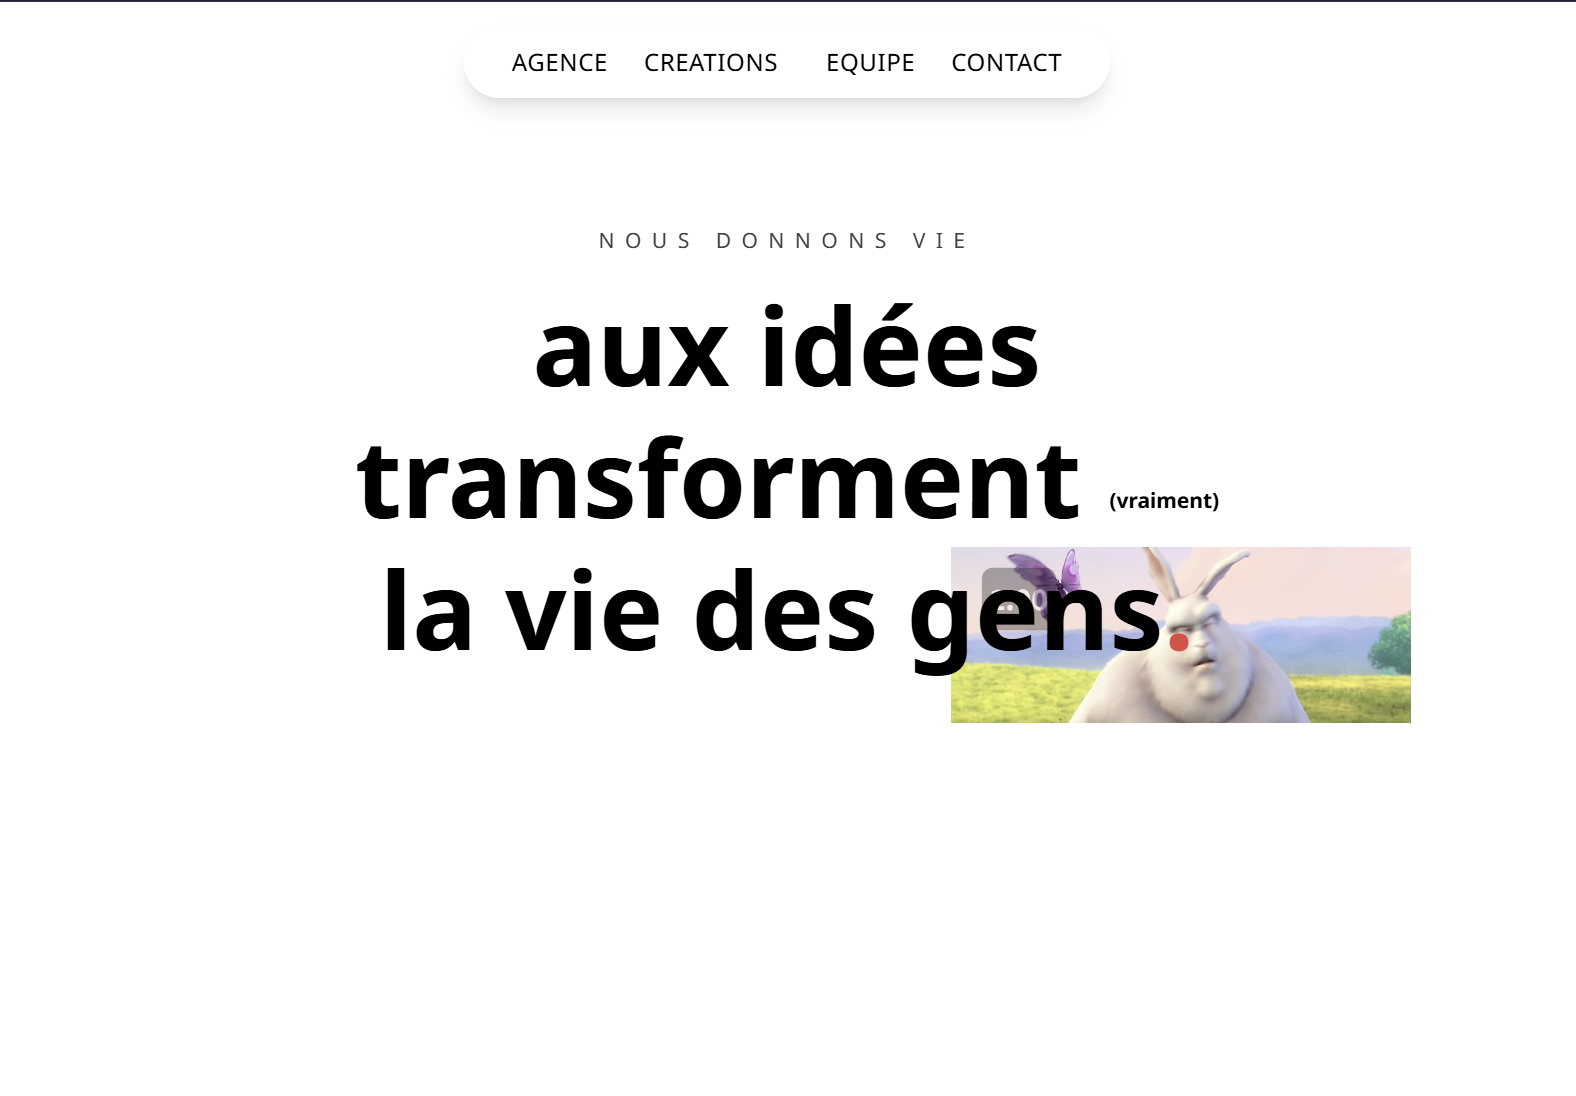 AGENCE CREATIONS EQUIPE CONTACT
NOUS DONNONS VIE
aux idées
transforment (vraiment)
la vie des gens.